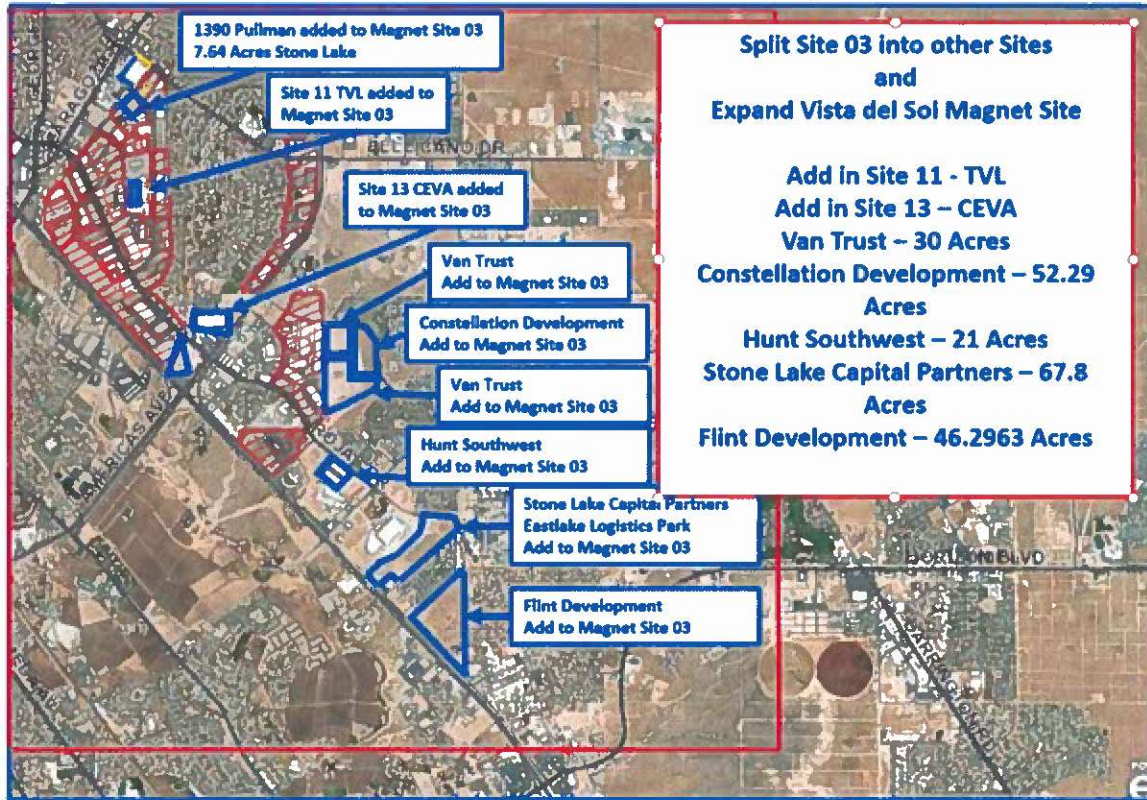 1390 Pullman added to Magnet Site 03
7.64 Acres Stone Lake
Site 11 TVL added to
Magnet Site 03
Site 13 CEVA added
to Magnet Site 03
Van Trust
Add to Magnet Site 03
Constellation Development
Add to Magnet Site 03
Van Trust
Add to Magnet Site 03
Hunt Southwest
Add to Magnet Site 03
Stone Lake Capital Partners
Eastlake Logistics Park
Add to Magnet Site 03
Flint Development
Add to Magnet Site 03
Split Site 03 into other Sites
and
Expand Vista del Sol Magnet Site
Add in Site 11 - TVL
Add in Site 13 – CEVA
Van Trust – 30 Acres
Constellation Development – 52.29
Acres
Hunt Southwest – 21 Acres
Stone Lake Capital Partners – 67.8
Acres
Flint Development – 46.2963 Acres
AMERICAS AVE
BLVD